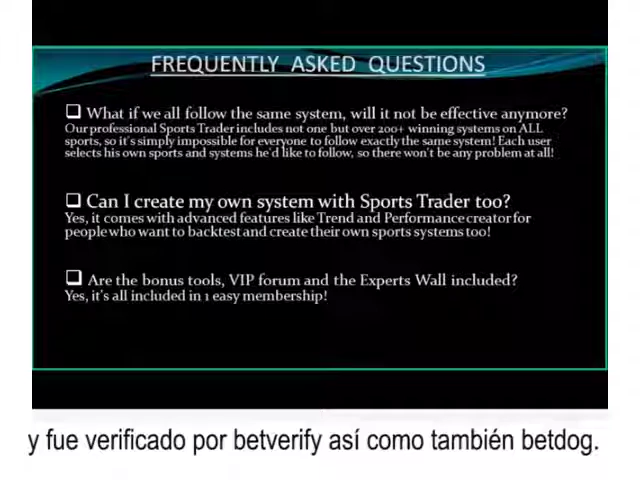 FREQUENTLY ASKED QUESTIONS
What if we all follow the same system, will it not be effective anymore?
Our professional Sports Trader includes not one but over 200+ winning systems on ALL
sports, so it's simply impossible for everyone to follow exactly the same system! Each user
selects his own sports and systems he'd like to follow, so there won't be any problem at all!
Can I create my own system with Sports Trader too?
Yes, it comes with advanced features like Trend and Performance creator for
people who want to backtest and create their own sports systems too!
Are the bonus tools, VIP forum and the Experts Wall included?
Yes, it's all included in 1 easy membership!
y fue verificado por betverify así como también betdog.